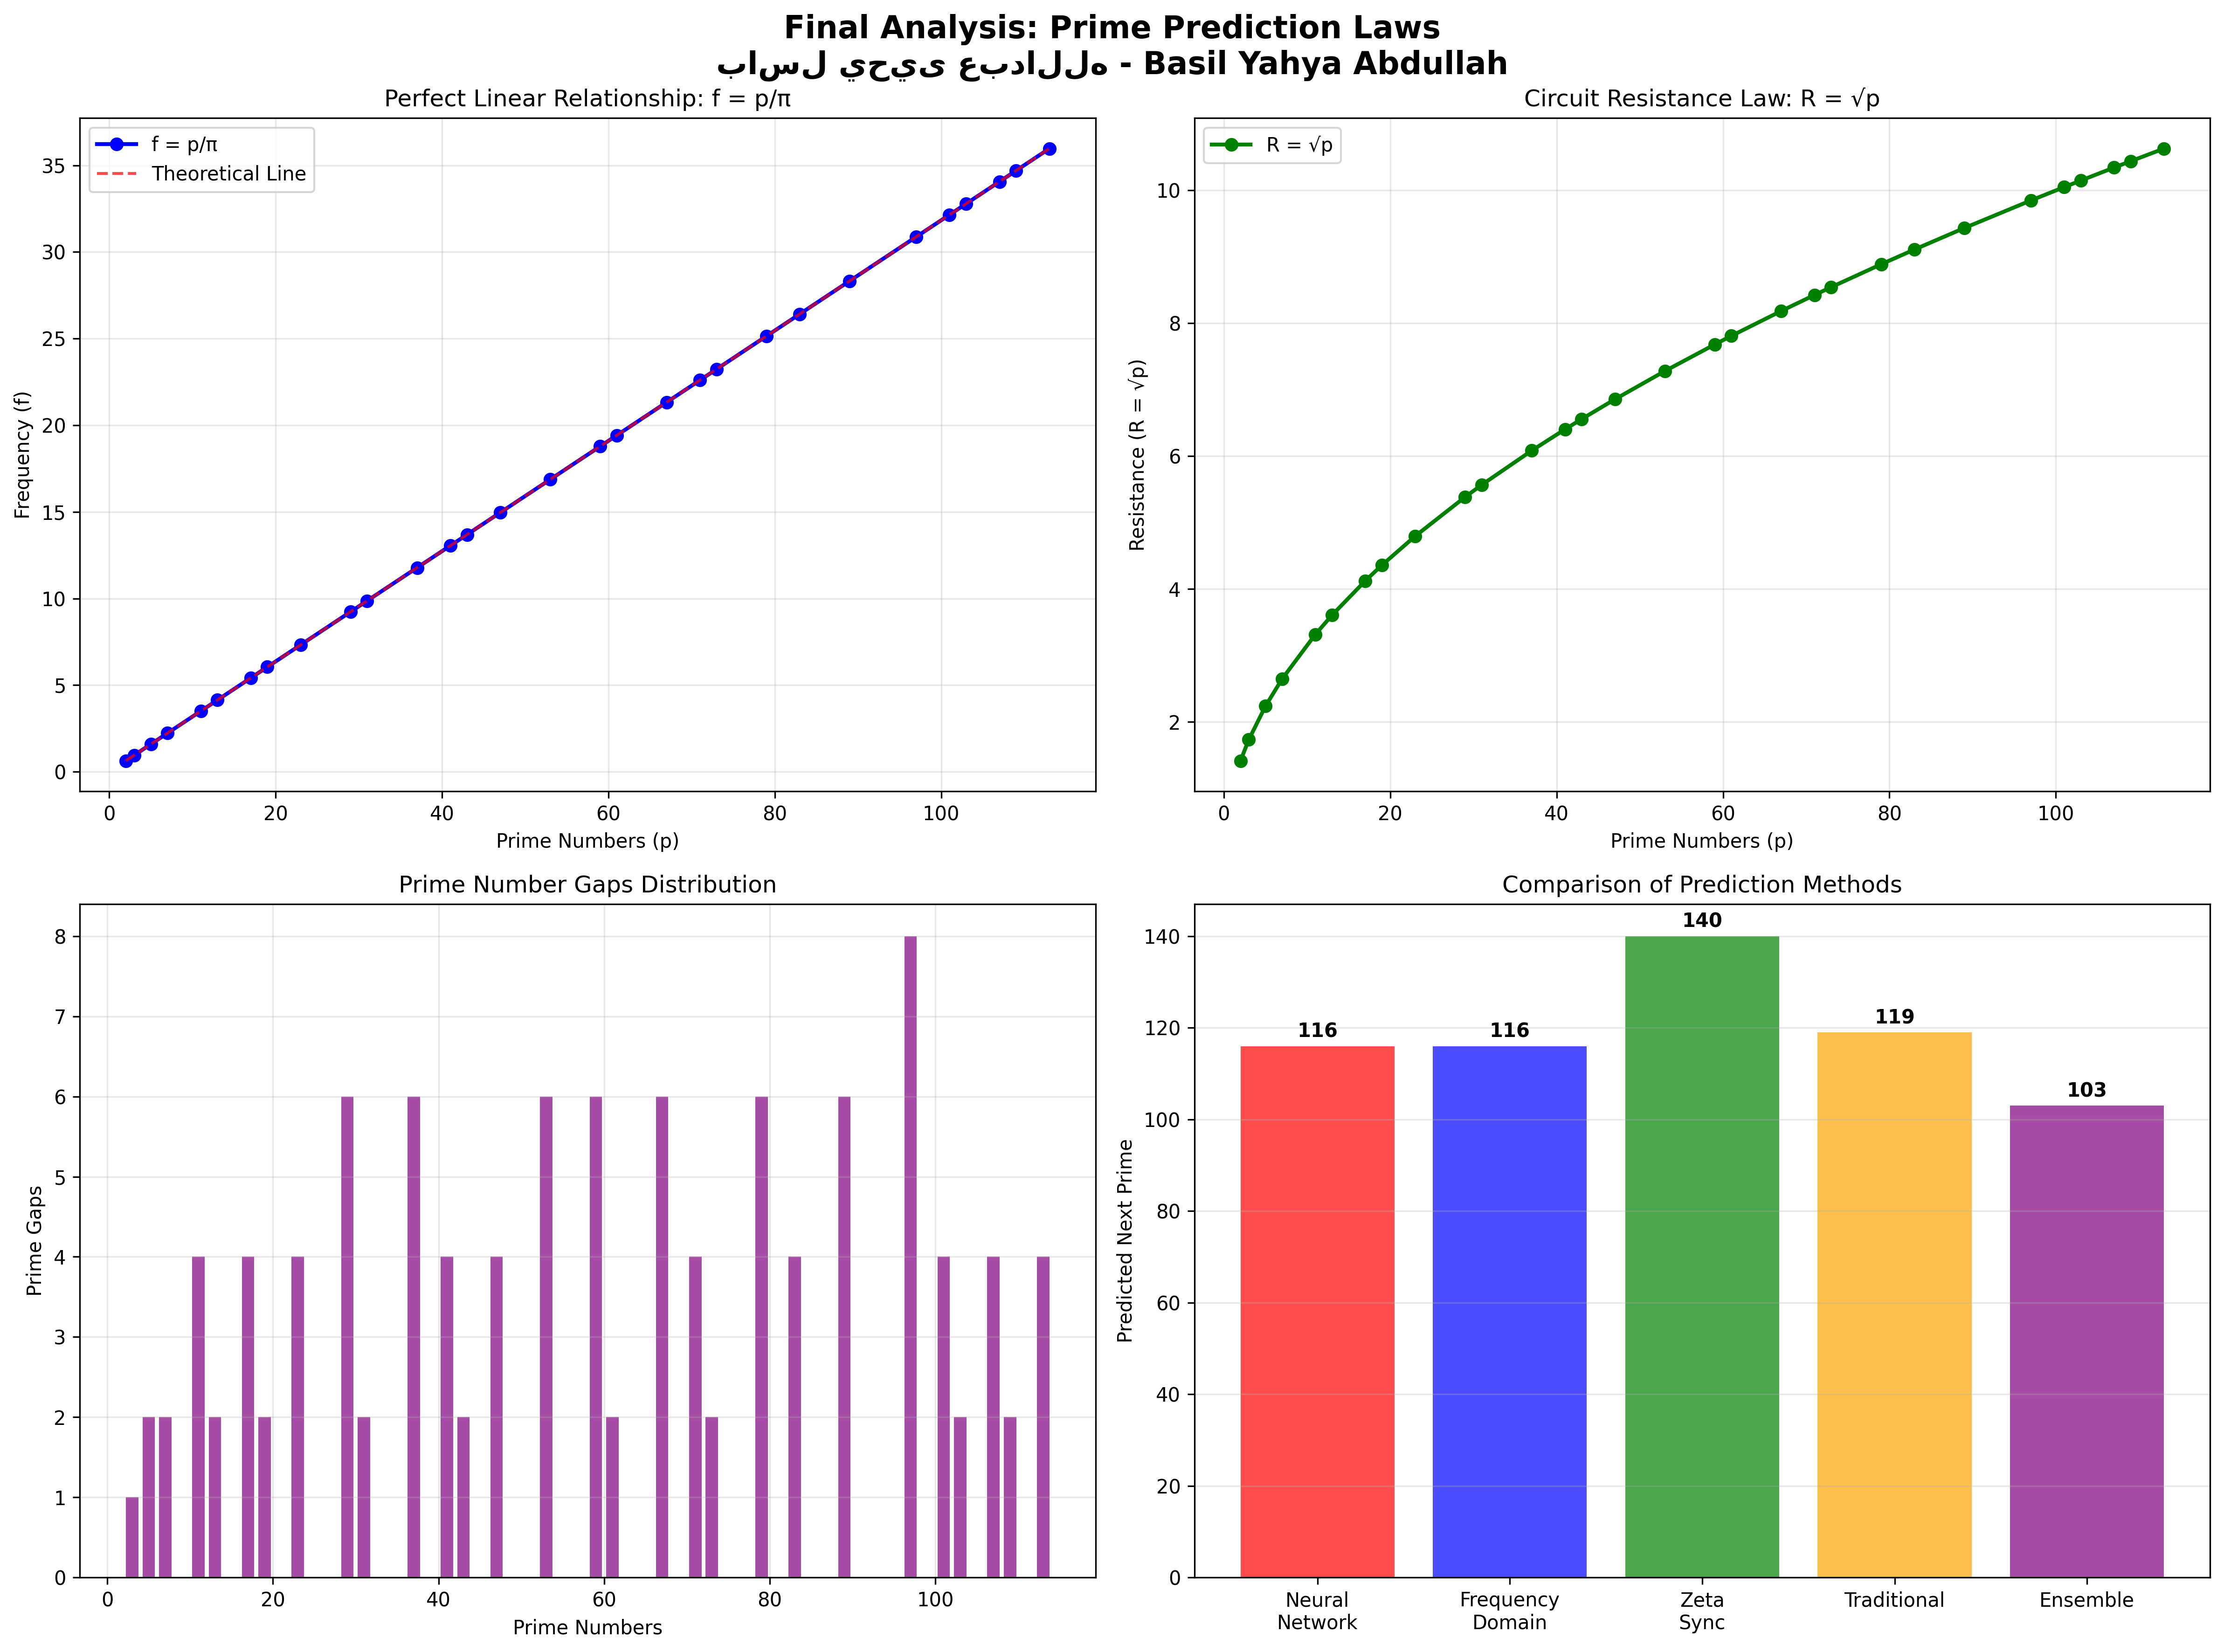 Final Analysis: Prime Prediction Laws
هللادبع ىيحي لساب - Basil Yahya Abdullah
Perfect Linear Relationship: f = p/π
f = p/π
Theoretical Line
Frequency (f)
35
30
25
20
15
10
5
0
0 20 40 60 80 100
Prime Numbers (p)
Circuit Resistance Law: R = √p
R = √p
Resistance (R = √p)
10
8
6
4
2
0 20 40 60 80 100
Prime Numbers (p)
Prime Number Gaps Distribution
Prime Gaps
8
7
6
5
4
3
2
1
0
0 20 40 60 80 100
Prime Numbers
Comparison of Prediction Methods
Predicted Next Prime
140
120
100
80
60
40
20
0
116 116 140 119 103
Neural Network
Frequency Domain
Zeta Sync
Traditional
Ensemble